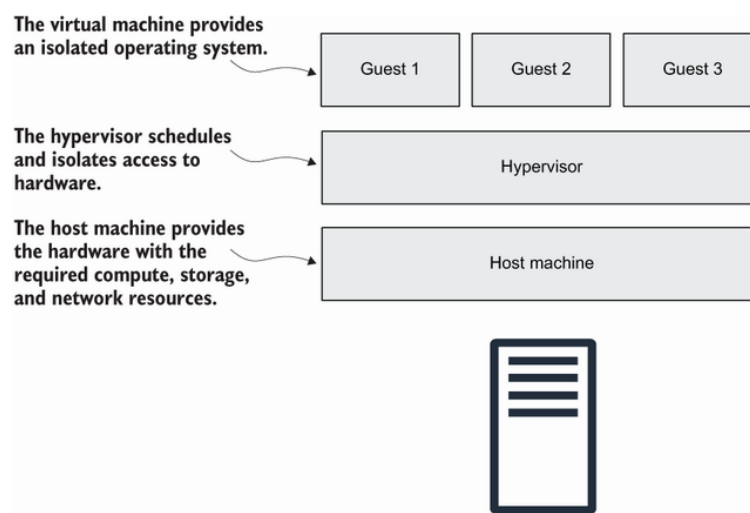 The virtual machine provides
an isolated operating system.
Guest 1
Guest 2
Guest 3
The hypervisor schedules
and isolates access to
hardware.
Hypervisor
The host machine provides
the hardware with the
required compute, storage,
and network resources.
Host machine